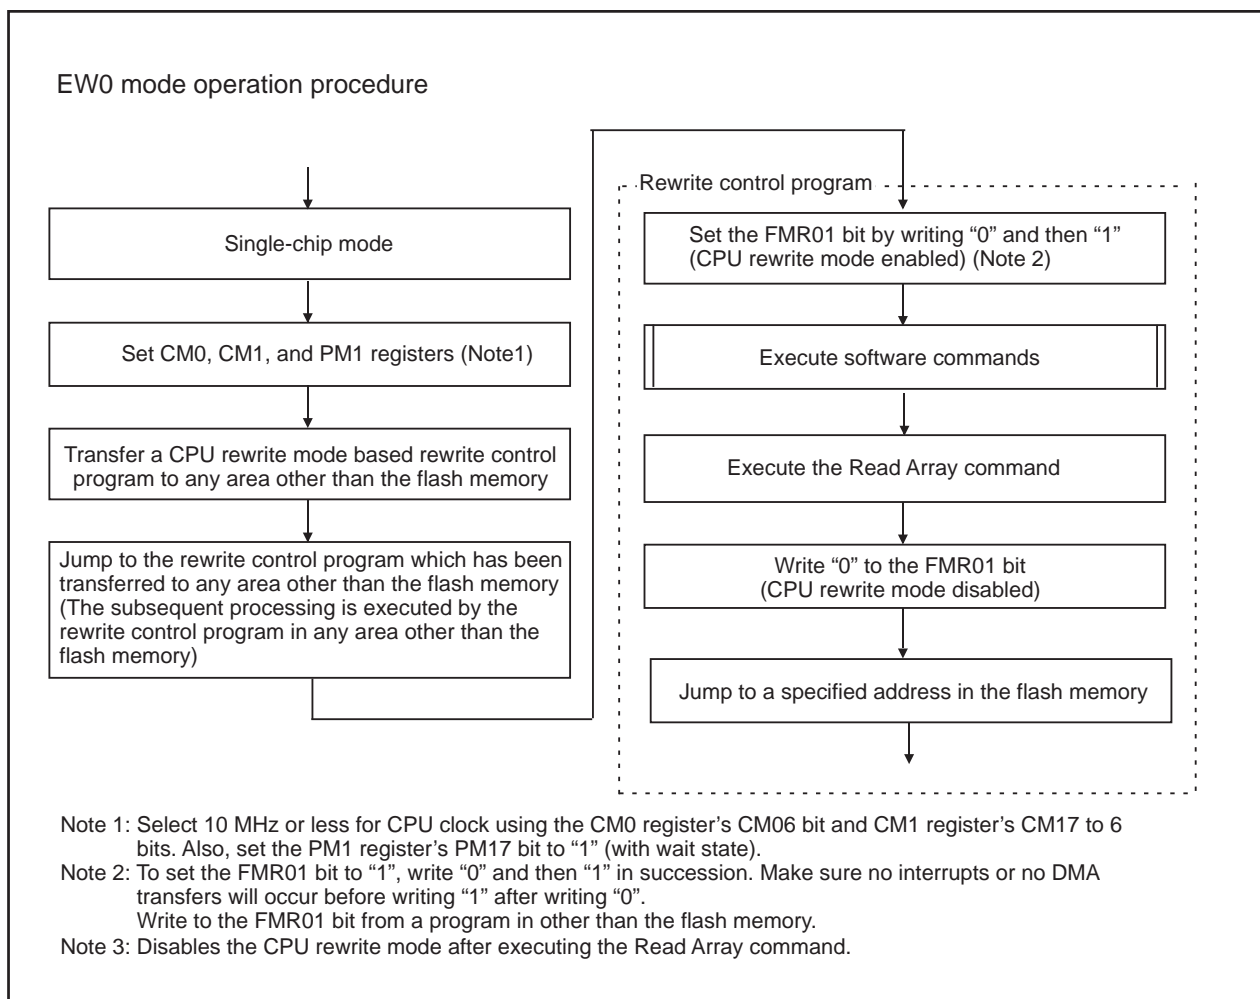 EW0 mode operation procedure
Single-chip mode
Set CM0, CM1, and PM1 registers (Note1)
Transfer a CPU rewrite mode based rewrite control
program to any area other than the flash memory
Jump to the rewrite control program which has been
transferred to any area other than the flash memory
(The subsequent processing is executed by the
rewrite control program in any area other than the
flash memory)
Rewrite control program
Set the FMR01 bit by writing “0” and then “1”
(CPU rewrite mode enabled) (Note 2)
Execute software commands
Execute the Read Array command
Write “0” to the FMR01 bit
(CPU rewrite mode disabled)
Jump to a specified address in the flash memory
Note 1: Select 10 MHz or less for CPU clock using the CM0 register’s CM06 bit and CM1 register’s CM17 to 6
bits. Also, set the PM1 register’s PM17 bit to “1” (with wait state).
Note 2: To set the FMR01 bit to “1”, write “0” and then “1” in succession. Make sure no interrupts or no DMA
transfers will occur before writing “1” after writing “0”.
Write to the FMR01 bit from a program in other than the flash memory.
Note 3: Disables the CPU rewrite mode after executing the Read Array command.